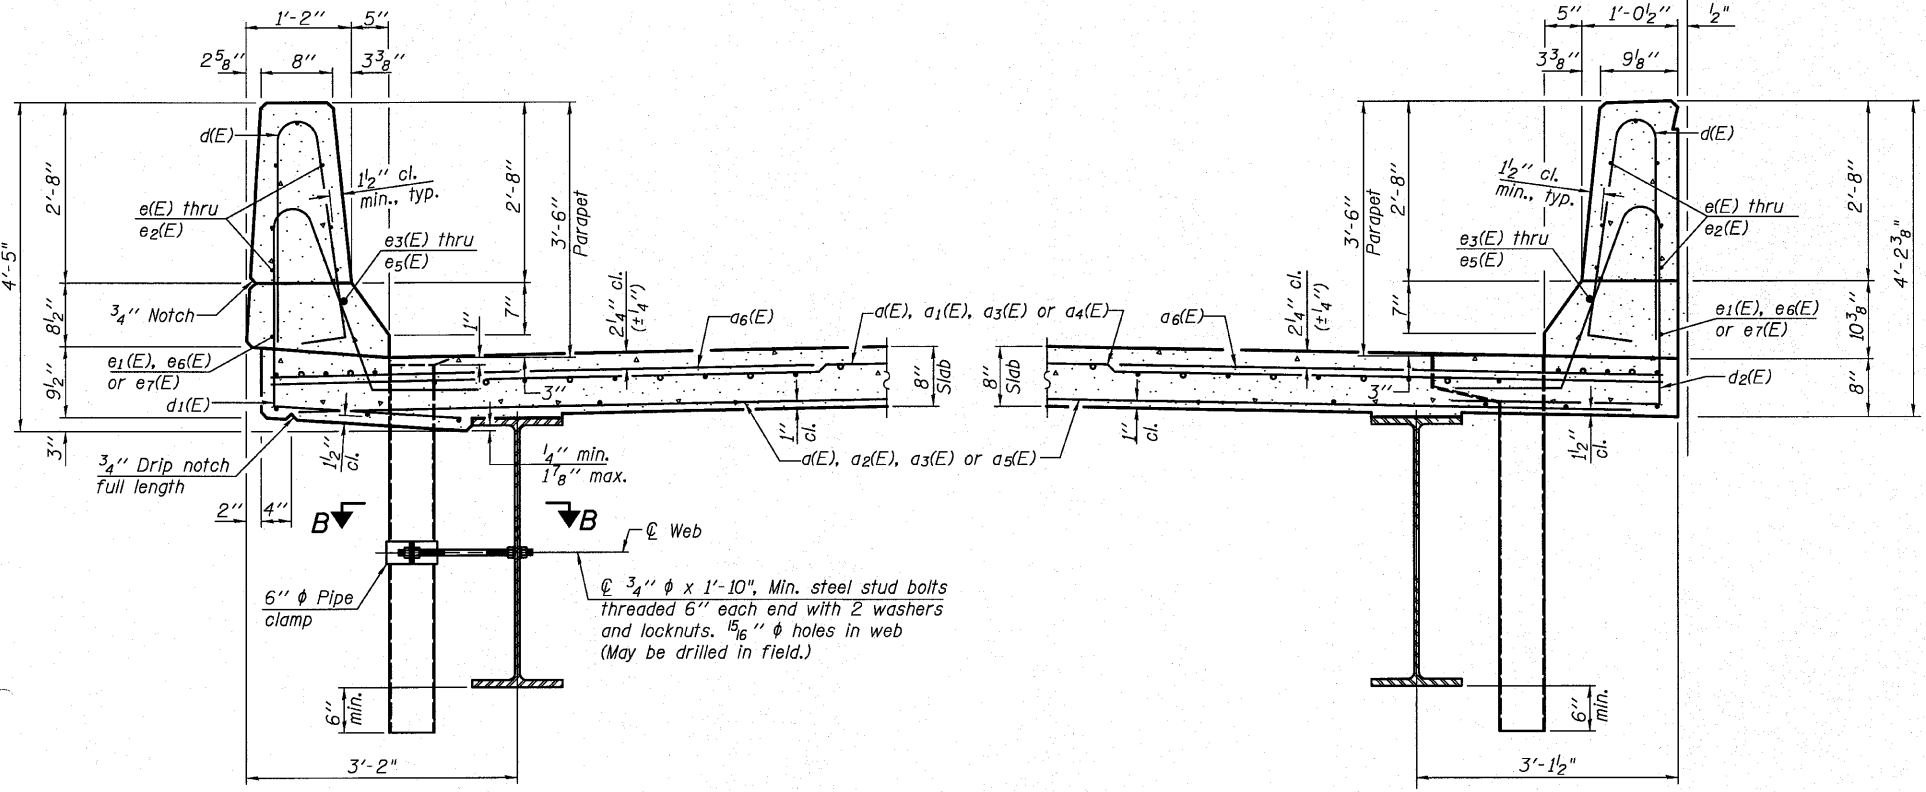 1'-2" 5"
2 5/8" 8" 3 3/8"
5" 1'-0 1/2" 1/2"
3 3/8" 9 1/8"
4'-5"
2'-8"
8 1/2"
9 1/2"
3"
d(E)
e(E) thru
e2(E)
1 1/2" cl.
min., typ.
e3(E) thru
e5(E)
3/4" Notch
e1(E), e6(E)
or e7(E)
d1(E)
3/4" Drip notch
full length
1 1/2"
cl.
2" 4"
2'-8"
7"
3'-6"
Parapet
1"
3"
2 1/4" cl.
(±1/4")
a6(E)
a(E), a1(E), a3(E) or a4(E)
a6(E)
8"
Slab
8"
Slab
1"
cl.
1"
cl.
a(E), a2(E), a3(E) or a5(E)
1/4" min.
1 7/8" max.
B B
℄ Web
℄ 3/4" ϕ x 1'-10", Min. steel stud bolts
threaded 6" each end with 2 washers
and locknuts. 15/16" ϕ holes in web
(May be drilled in field.)
6" ϕ Pipe
clamp
6"
min.
3'-2"
2 1/4" cl.
(±1/4")
3'-6"
Parapet
2'-8"
7"
3"
1 1/2" cl.
min., typ.
e3(E) thru
e5(E)
d(E)
e(E) thru
e2(E)
e1(E), e6(E)
or e7(E)
d2(E)
2'-8"
10 3/8"
8"
4'-2 3/8"
1 1/2"
cl.
6"
min.
3'-1 1/2"